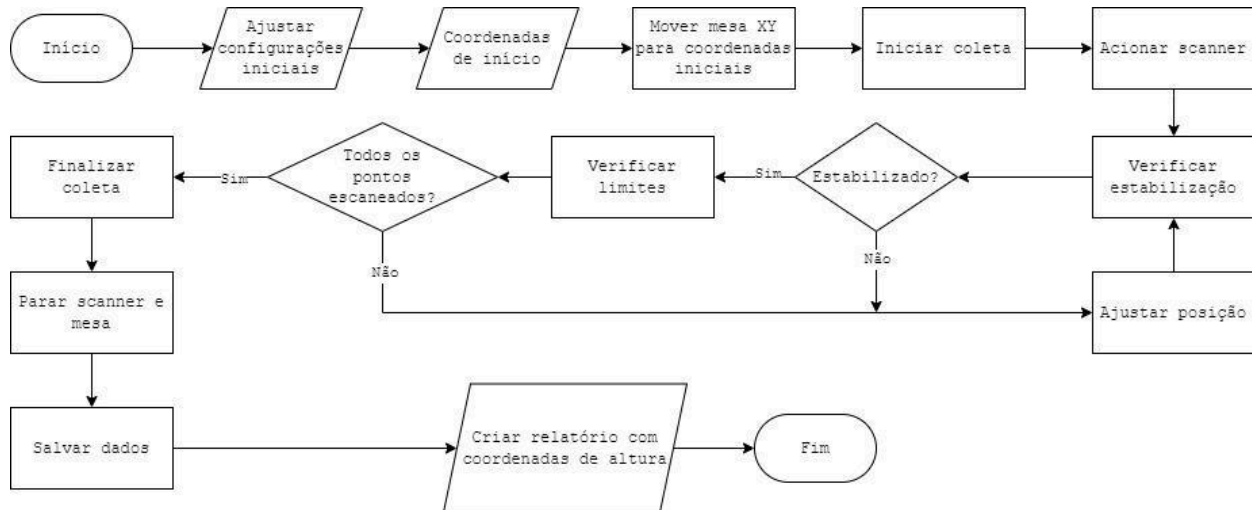 Início
Ajustar
configurações
iniciais
Coordenadas
de início
Mover mesa XY
para coordenadas
iniciais
Iniciar coleta
Acionar scanner
Finalizar
coleta
Sim
Todos os
pontos
escaneados?
Verificar
limites
Sim
Estabilizado?
Verificar
estabilização
Não
Não
Parar scanner e
mesa
Ajustar posição
Salvar dados
Criar relatório com
coordenadas de altura
Fim